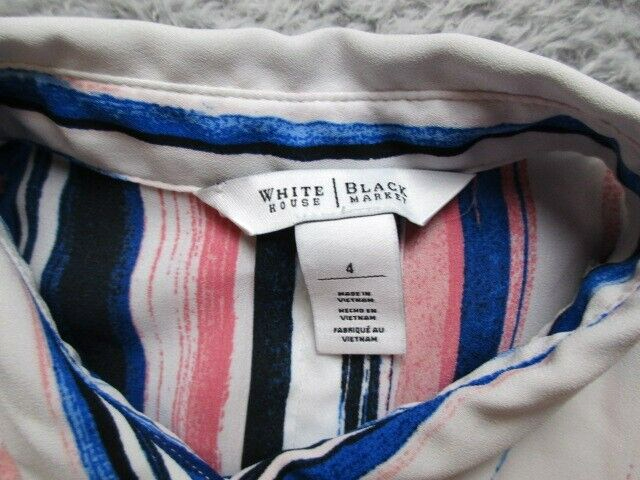 WHITE | BLACK
HOUSE | MARKET
4
MADE IN
VIETNAM
HECHO EN
VIETNAM
FABRIQUÉ AU
VIETNAM